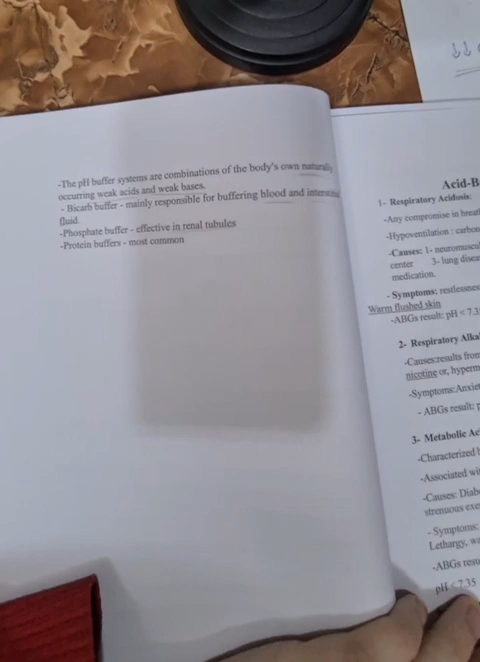 -The pH buffer systems are combinations of the body's own naturally
occurring weak acids and weak bases.
- Bicarb buffer - mainly responsible for buffering blood and interstitial
fluid.
-Phosphate buffer - effective in renal tubules
-Protein buffers - most common
Acid-B
1- Respiratory Acidosis:
-Any compromise in breat
-Hypoventilation : carbon
-Causes: 1- neuromuscul
center 3- lung disea
medication.
- Symptoms: restlessnes
Warm flushed skin
-ABGs result: pH < 7.35
2- Respiratory Alka
-Causes:results from
nicotine or, hyperm
-Symptoms:Anxiet
- ABGs result: p
3- Metabolic Ac
-Characterized b
-Associated wit
-Causes: Diab
strenuous exe
- Symptoms:
Lethargy, wa
-ABGs resu
pH < 7.35